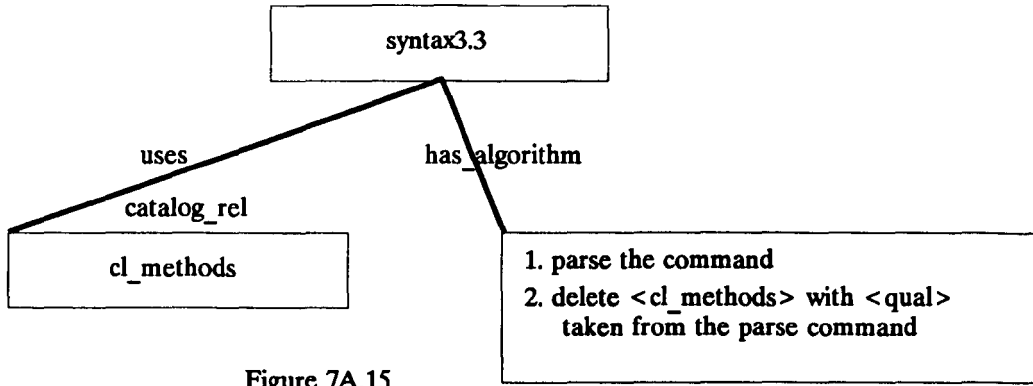 syntax3.3
uses
has_algorithm
catalog_rel
cl_methods
1. parse the command
2. delete <cl_methods> with <qual>
taken from the parse command
Figure 7A.15